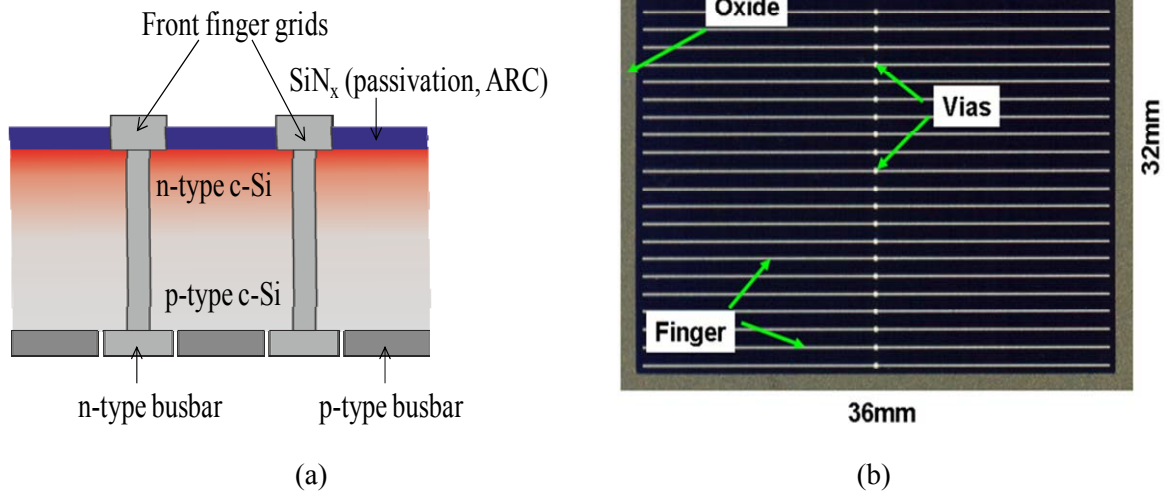 Front finger grids
SiNx (passivation, ARC)
n-type c-Si
p-type c-Si
n-type busbar
p-type busbar
(a)
Oxide
Vias
Finger
32mm
36mm
(b)